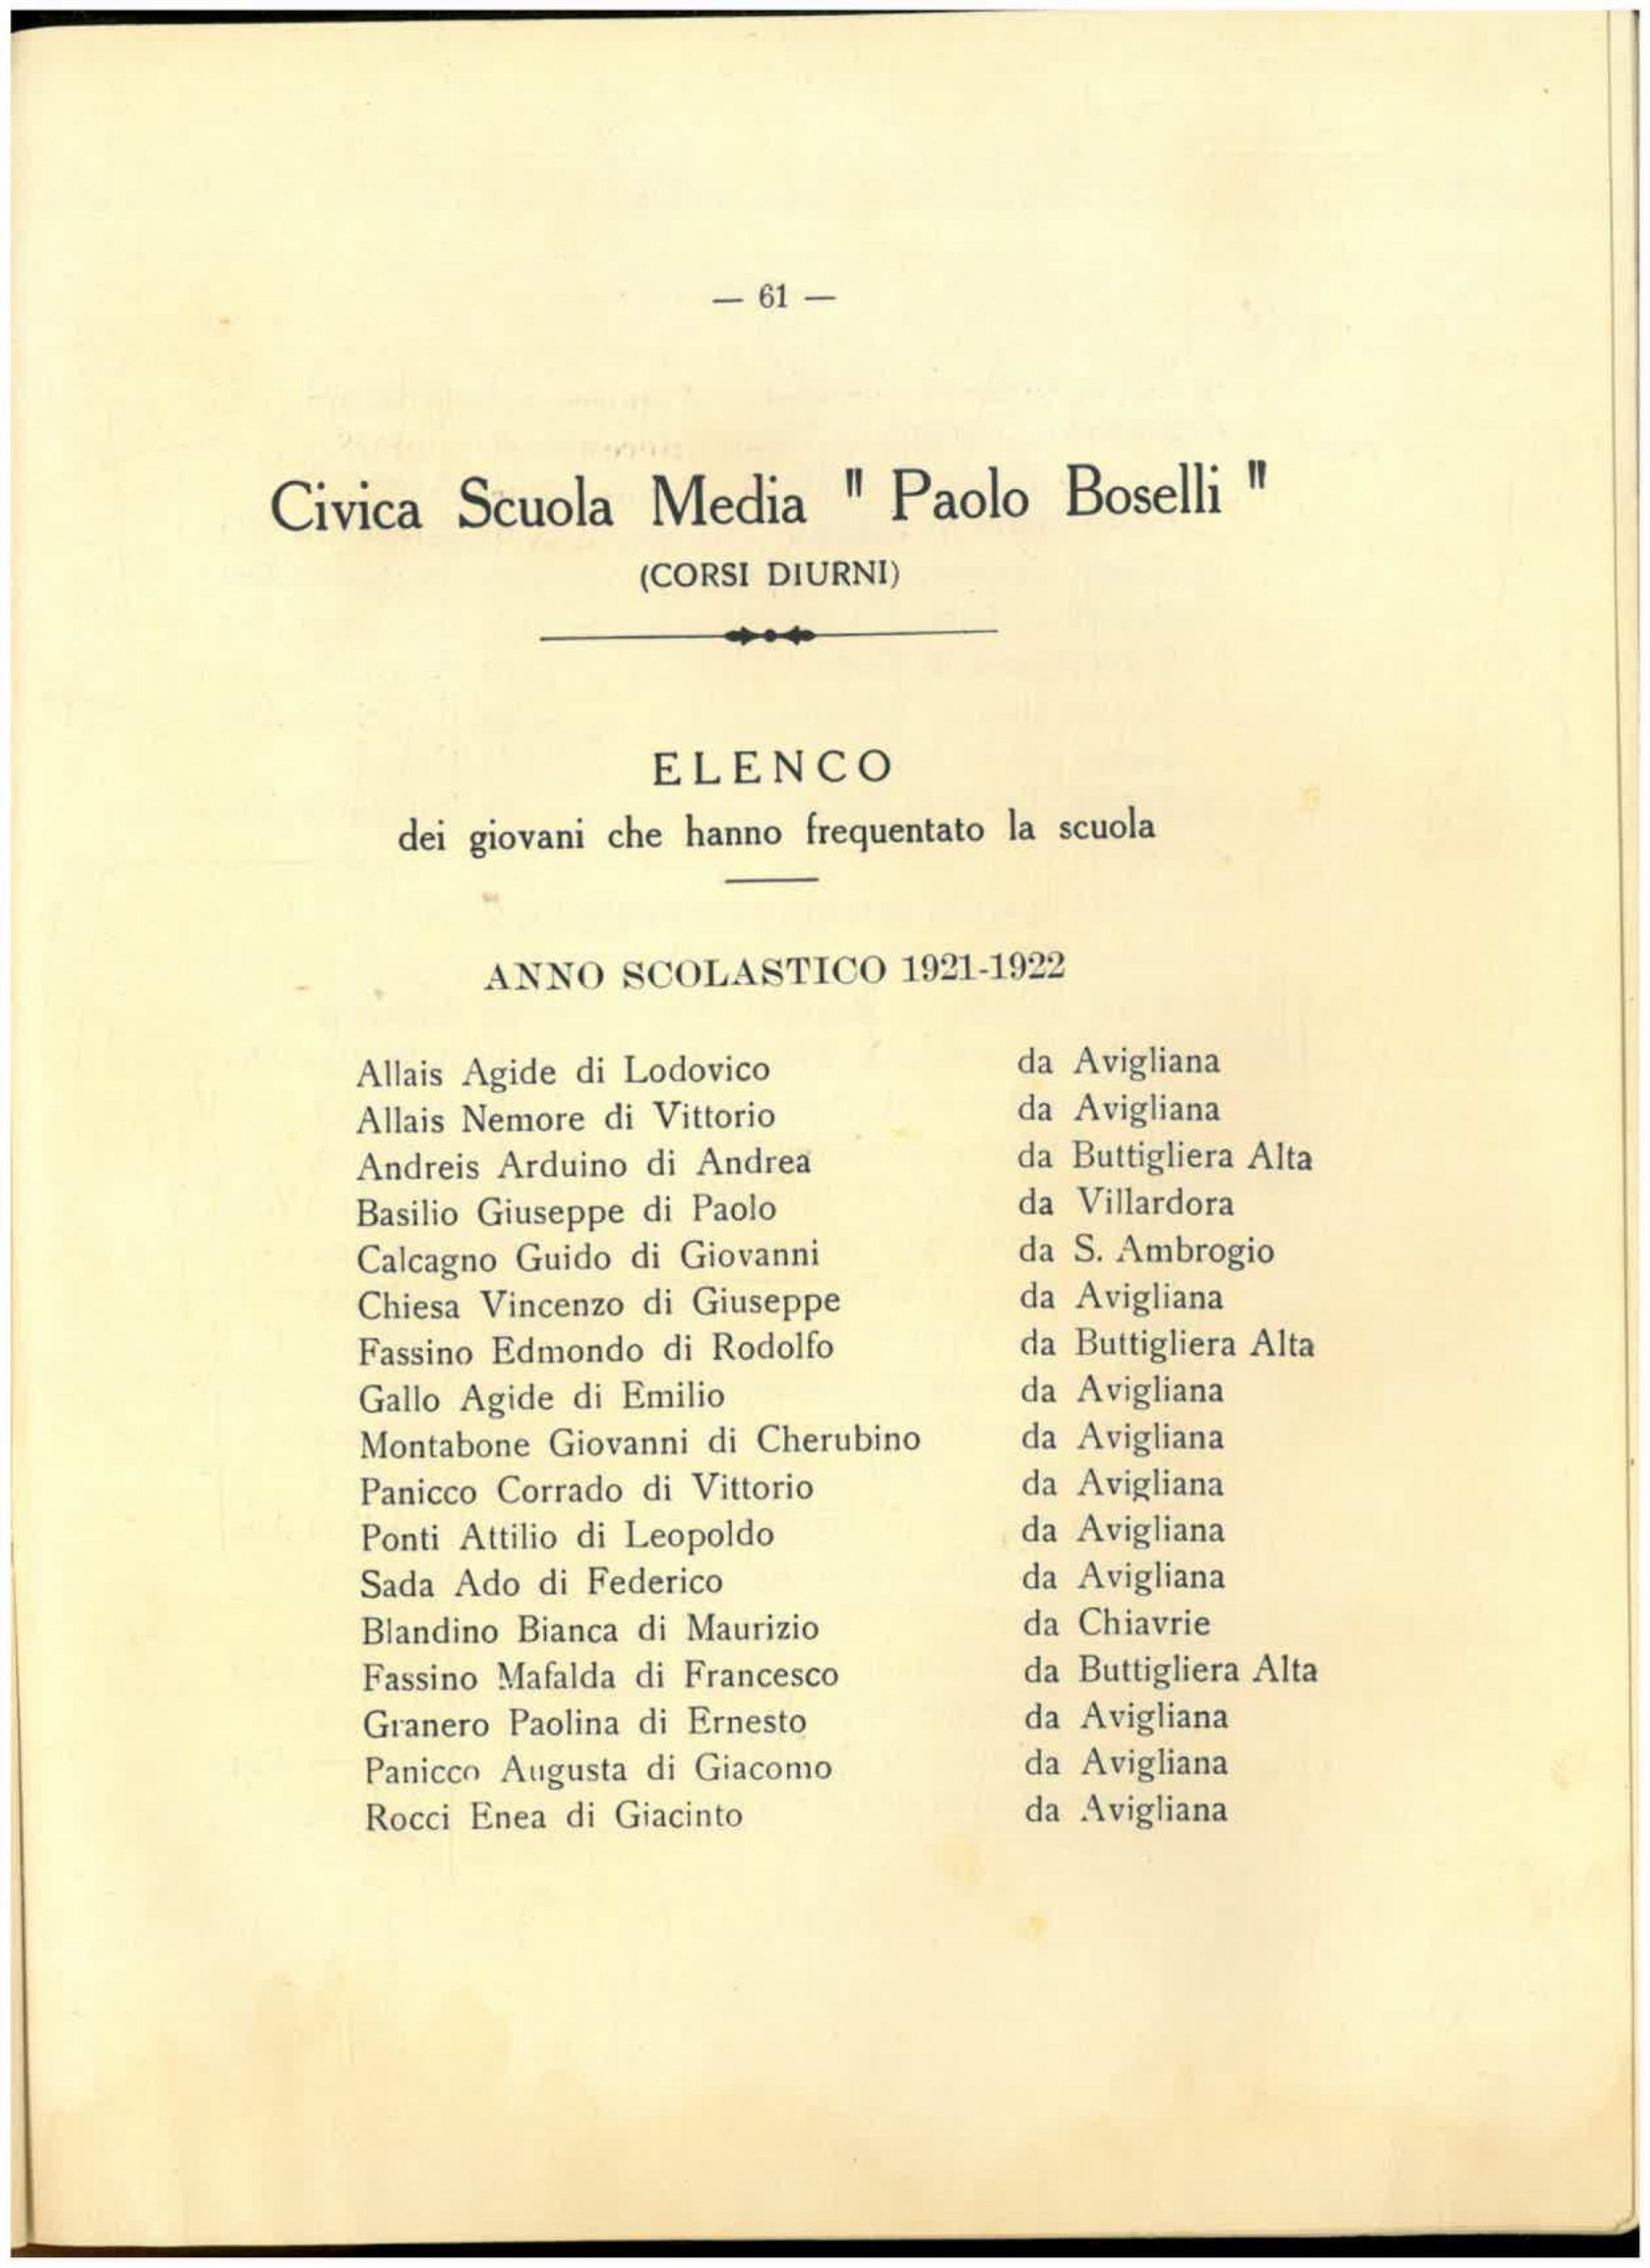 — 61 —
Civica Scuola Media " Paolo Boselli "
(CORSI DIURNI)
ELENCO
dei giovani che hanno frequentato la scuola
ANNO SCOLASTICO 1921-1922
Allais Agide di Lodovico da Avigliana
Allais Nemore di Vittorio da Avigliana
Andreis Arduino di Andrea da Buttigliera Alta
Basilio Giuseppe di Paolo da Villardora
Calcagno Guido di Giovanni da S. Ambrogio
Chiesa Vincenzo di Giuseppe da Avigliana
Fassino Edmondo di Rodolfo da Buttigliera Alta
Gallo Agide di Emilio da Avigliana
Montabone Giovanni di Cherubino da Avigliana
Panicco Corrado di Vittorio da Avigliana
Ponti Attilio di Leopoldo da Avigliana
Sada Ado di Federico da Avigliana
Blandino Bianca di Maurizio da Chiavrie
Fassino Mafalda di Francesco da Buttigliera Alta
Granero Paolina di Ernesto da Avigliana
Panicco Augusta di Giacomo da Avigliana
Rocci Enea di Giacinto da Avigliana